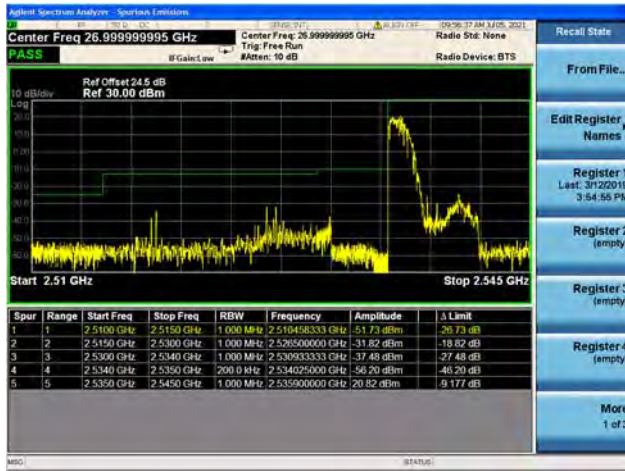 Agilent Spectrum Analyzer - Spurious Emissions
09:56:37 AM Jul 05, 2021
Center Freq 26.999999995 GHz
Center Freq: 26.999999995 GHz
Radio Std: None
Trig: Free Run
PASS
IFGain:Low
#Atten: 10 dB
Radio Device: BTS
Ref Offset 24.5 dB
10 dB/div
Ref 30.00 dBm
Log
Start 2.51 GHz
Stop 2.545 GHz
Spur Range Start Freq Stop Freq RBW Frequency Amplitude Δ Limit
1 1 2.5100 GHz 2.5150 GHz 1.000 MHz 2.510458333 GHz -51.73 dBm -26.73 dB
2 2 2.5150 GHz 2.5300 GHz 1.000 MHz 2.526500000 GHz -31.82 dBm -18.82 dB
3 3 2.5300 GHz 2.5340 GHz 1.000 MHz 2.530933333 GHz -37.48 dBm -27.48 dB
4 4 2.5340 GHz 2.5350 GHz 200.0 kHz 2.534025000 GHz -56.20 dBm -46.20 dB
5 5 2.5350 GHz 2.5450 GHz 1.000 MHz 2.535900000 GHz 20.82 dBm -9.177 dB
MSG
STATUS
Recall State
From File..
Edit Register
Names
Register
Last: 3/12/2019
3:54:55 PM
Register 2
(empty
Register 3
(empty
Register 4
(empty
More
1 of